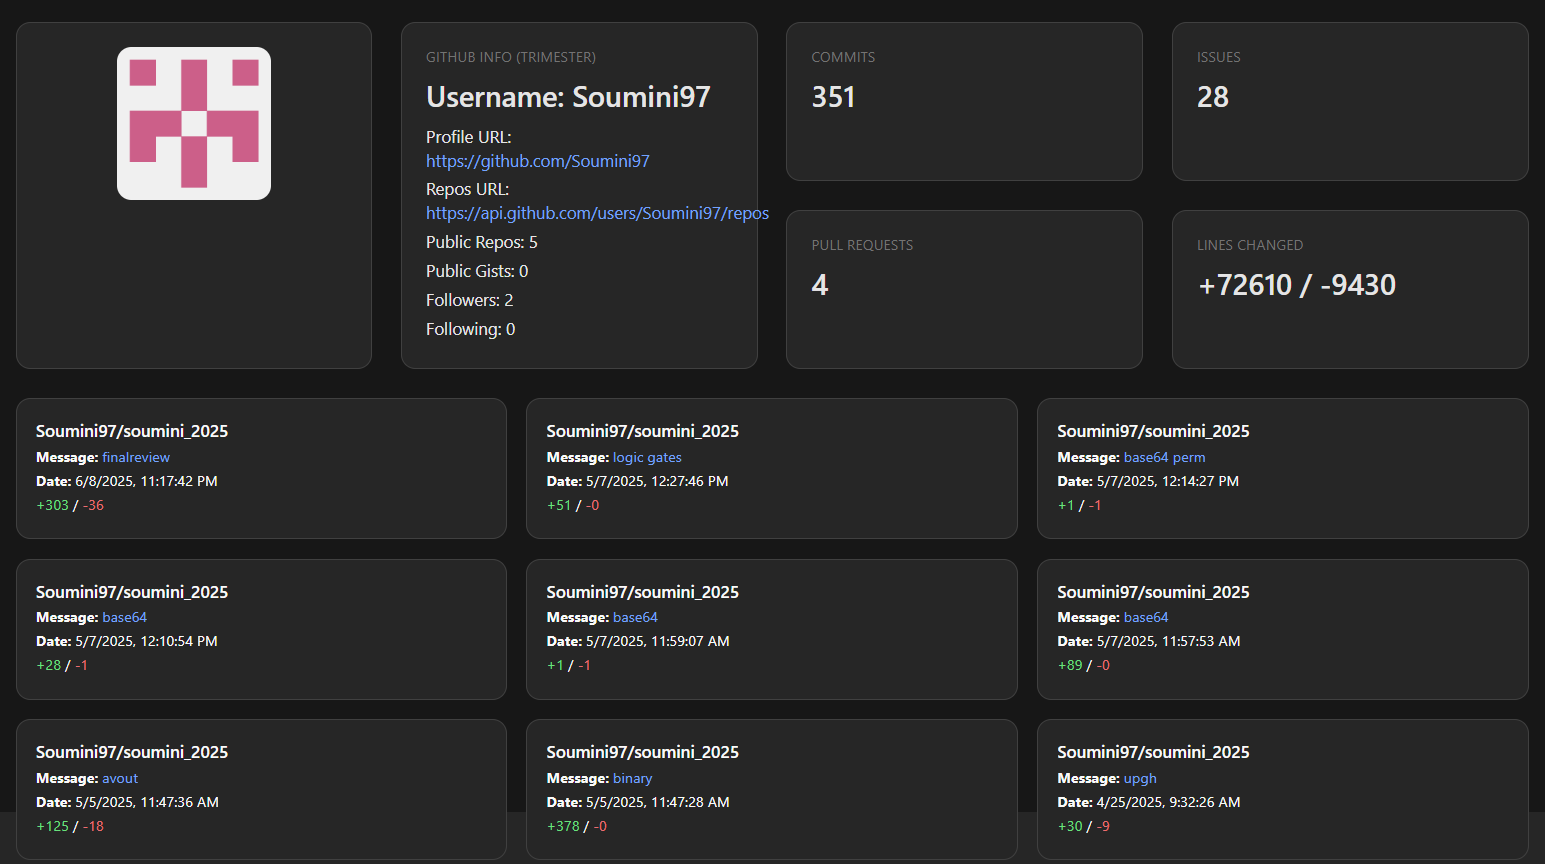 GITHUB INFO (TRIMESTER)
Username: Soumini97
Profile URL:
https://github.com/Soumini97
Repos URL:
https://api.github.com/users/Soumini97/repos
Public Repos: 5
Public Gists: 0
Followers: 2
Following: 0
COMMITS
351
ISSUES
28
PULL REQUESTS
4
LINES CHANGED
+72610 / -9430
Soumini97/soumini_2025
Message: finalreview
Date: 6/8/2025, 11:17:42 PM
+303 / -36
Soumini97/soumini_2025
Message: logic gates
Date: 5/7/2025, 12:27:46 PM
+51 / -0
Soumini97/soumini_2025
Message: base64 perm
Date: 5/7/2025, 12:14:27 PM
+1 / -1
Soumini97/soumini_2025
Message: base64
Date: 5/7/2025, 12:10:54 PM
+28 / -1
Soumini97/soumini_2025
Message: base64
Date: 5/7/2025, 11:59:07 AM
+1 / -1
Soumini97/soumini_2025
Message: base64
Date: 5/7/2025, 11:57:53 AM
+89 / -0
Soumini97/soumini_2025
Message: avout
Date: 5/5/2025, 11:47:36 AM
+125 / -18
Soumini97/soumini_2025
Message: binary
Date: 5/5/2025, 11:47:28 AM
+378 / -0
Soumini97/soumini_2025
Message: upgh
Date: 4/25/2025, 9:32:26 AM
+30 / -9